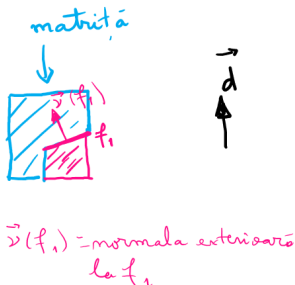 matriță
d⃗
ν⃗(f₁)
f₁
ν⃗(f₁) = normala exterioară
la f₁